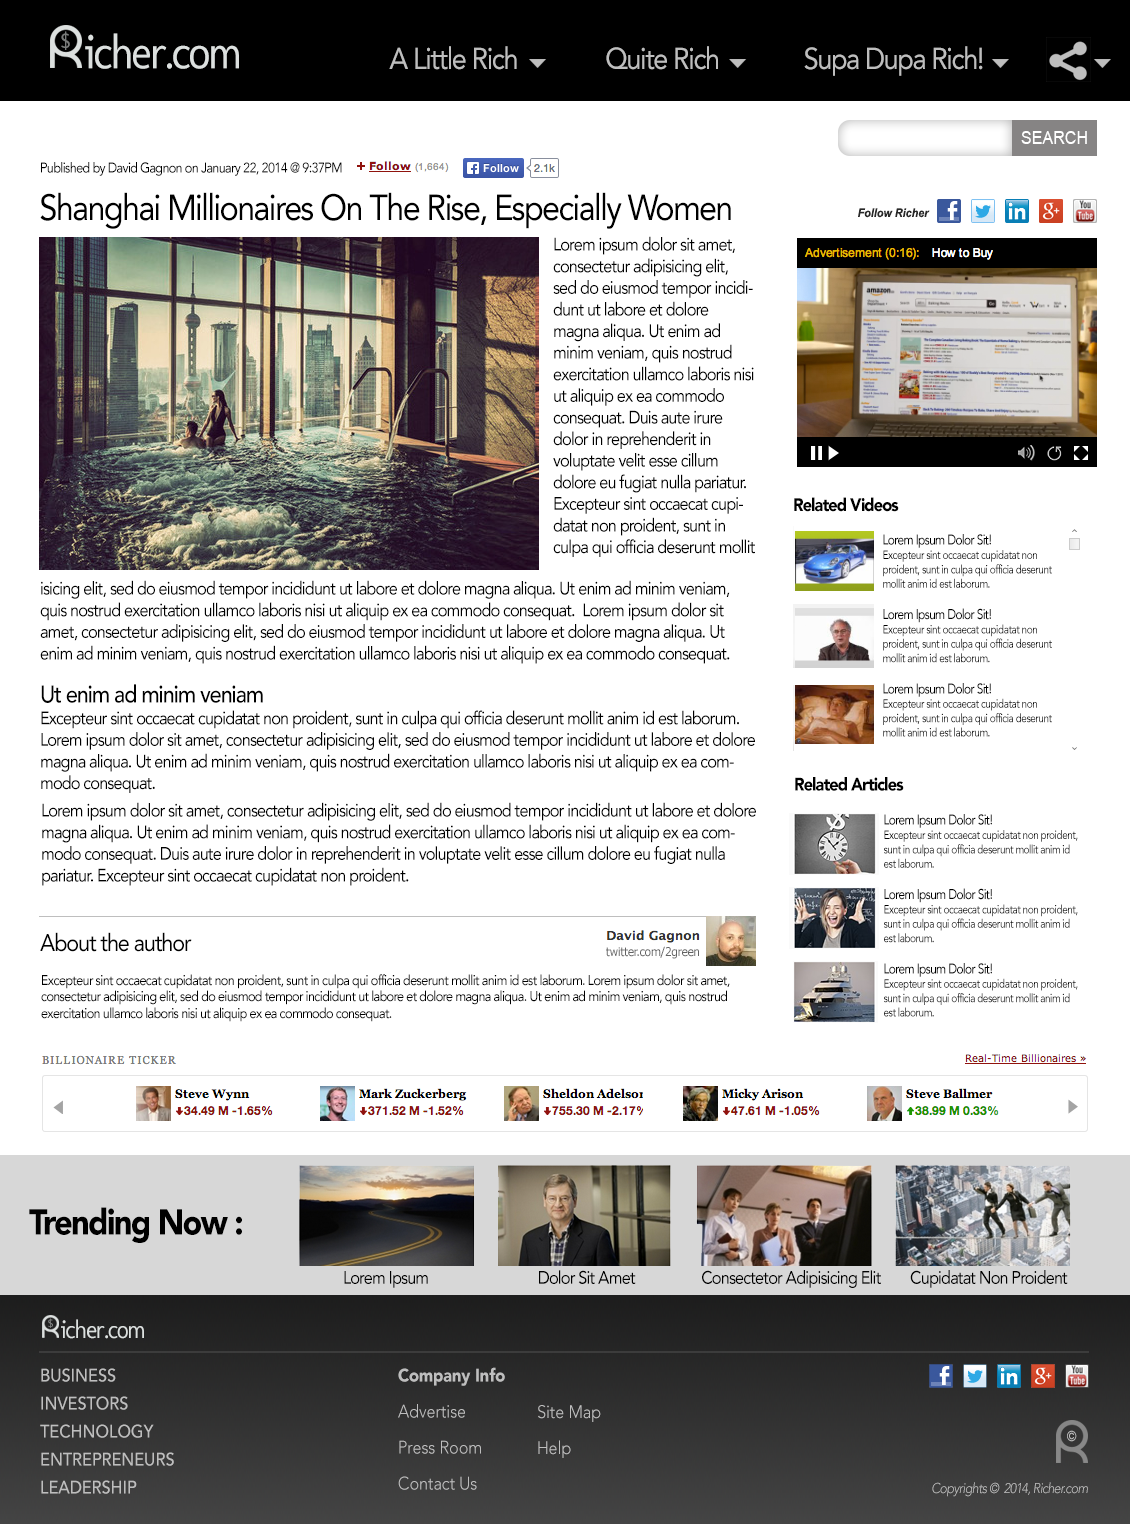 Richer.com
A Little Rich
Quite Rich
Supa Dupa Rich!
SEARCH
Published by David Gagnon on January 22, 2014 @ 9:37PM
+ Follow (1,664)
Follow
2.1k
Shanghai Millionaires On The Rise, Especially Women
Lorem ipsum dolor sit amet,
consectetur adipisicing elit,
sed do eiusmod tempor incidi-
dunt ut labore et dolore
magna aliqua. Ut enim ad
minim veniam, quis nostrud
exercitation ullamco laboris nisi
ut aliquip ex ea commodo
consequat. Duis aute irure
dolor in reprehenderit in
voluptate velit esse cillum
dolore eu fugiat nulla pariatur.
Excepteur sint occaecat cupi-
datat non proident, sunt in
culpa qui officia deserunt mollit
isicing elit, sed do eiusmod tempor incididunt ut labore et dolore magna aliqua. Ut enim ad minim veniam,
quis nostrud exercitation ullamco laboris nisi ut aliquip ex ea commodo consequat.  Lorem ipsum dolor sit
amet, consectetur adipisicing elit, sed do eiusmod tempor incididunt ut labore et dolore magna aliqua. Ut
enim ad minim veniam, quis nostrud exercitation ullamco laboris nisi ut aliquip ex ea commodo consequat.
Ut enim ad minim veniam
Excepteur sint occaecat cupidatat non proident, sunt in culpa qui officia deserunt mollit anim id est laborum.
Lorem ipsum dolor sit amet, consectetur adipisicing elit, sed do eiusmod tempor incididunt ut labore et dolore
magna aliqua. Ut enim ad minim veniam, quis nostrud exercitation ullamco laboris nisi ut aliquip ex ea com-
modo consequat.
Lorem ipsum dolor sit amet, consectetur adipisicing elit, sed do eiusmod tempor incididunt ut labore et dolore
magna aliqua. Ut enim ad minim veniam, quis nostrud exercitation ullamco laboris nisi ut aliquip ex ea com-
modo consequat. Duis aute irure dolor in reprehenderit in voluptate velit esse cillum dolore eu fugiat nulla
pariatur. Excepteur sint occaecat cupidatat non proident.
About the author
David Gagnon
twitter.com/2green
Excepteur sint occaecat cupidatat non proident, sunt in culpa qui officia deserunt mollit anim id est laborum. Lorem ipsum dolor sit amet,
consectetur adipisicing elit, sed do eiusmod tempor incididunt ut labore et dolore magna aliqua. Ut enim ad minim veniam, quis nostrud
exercitation ullamco laboris nisi ut aliquip ex ea commodo consequat.
Follow Richer
You Tube
Advertisement (0:16): How to Buy
amazon
Related Videos
Lorem Ipsum Dolor Sit!
Excepteur sint occaecat cupidatat non
proident, sunt in culpa qui officia deserunt
mollit anim id est laborum.
Lorem Ipsum Dolor Sit!
Excepteur sint occaecat cupidatat non
proident, sunt in culpa qui officia deserunt
mollit anim id est laborum.
Lorem Ipsum Dolor Sit!
Excepteur sint occaecat cupidatat non
proident, sunt in culpa qui officia deserunt
mollit anim id est laborum.
Related Articles
Lorem Ipsum Dolor Sit!
Excepteur sint occaecat cupidatat non proident,
sunt in culpa qui officia deserunt mollit anim id
est laborum.
Lorem Ipsum Dolor Sit!
Excepteur sint occaecat cupidatat non proident,
sunt in culpa qui officia deserunt mollit anim id
est laborum.
Lorem Ipsum Dolor Sit!
Excepteur sint occaecat cupidatat non proident,
sunt in culpa qui officia deserunt mollit anim id
est laborum.
BILLIONAIRE TICKER
Real-Time Billionaires »
Steve Wynn
34.49 M -1.65%
Mark Zuckerberg
371.52 M -1.52%
Sheldon Adelson
755.30 M -2.17%
Micky Arison
47.61 M -1.05%
Steve Ballmer
38.99 M 0.33%
Trending Now :
Lorem Ipsum
Dolor Sit Amet
Consectetor Adipisicing Elit
Cupidatat Non Proident
Richer.com
BUSINESS
INVESTORS
TECHNOLOGY
ENTREPRENEURS
LEADERSHIP
Company Info
Advertise
Press Room
Contact Us
Site Map
Help
You Tube
Copyrights © 2014, Richer.com